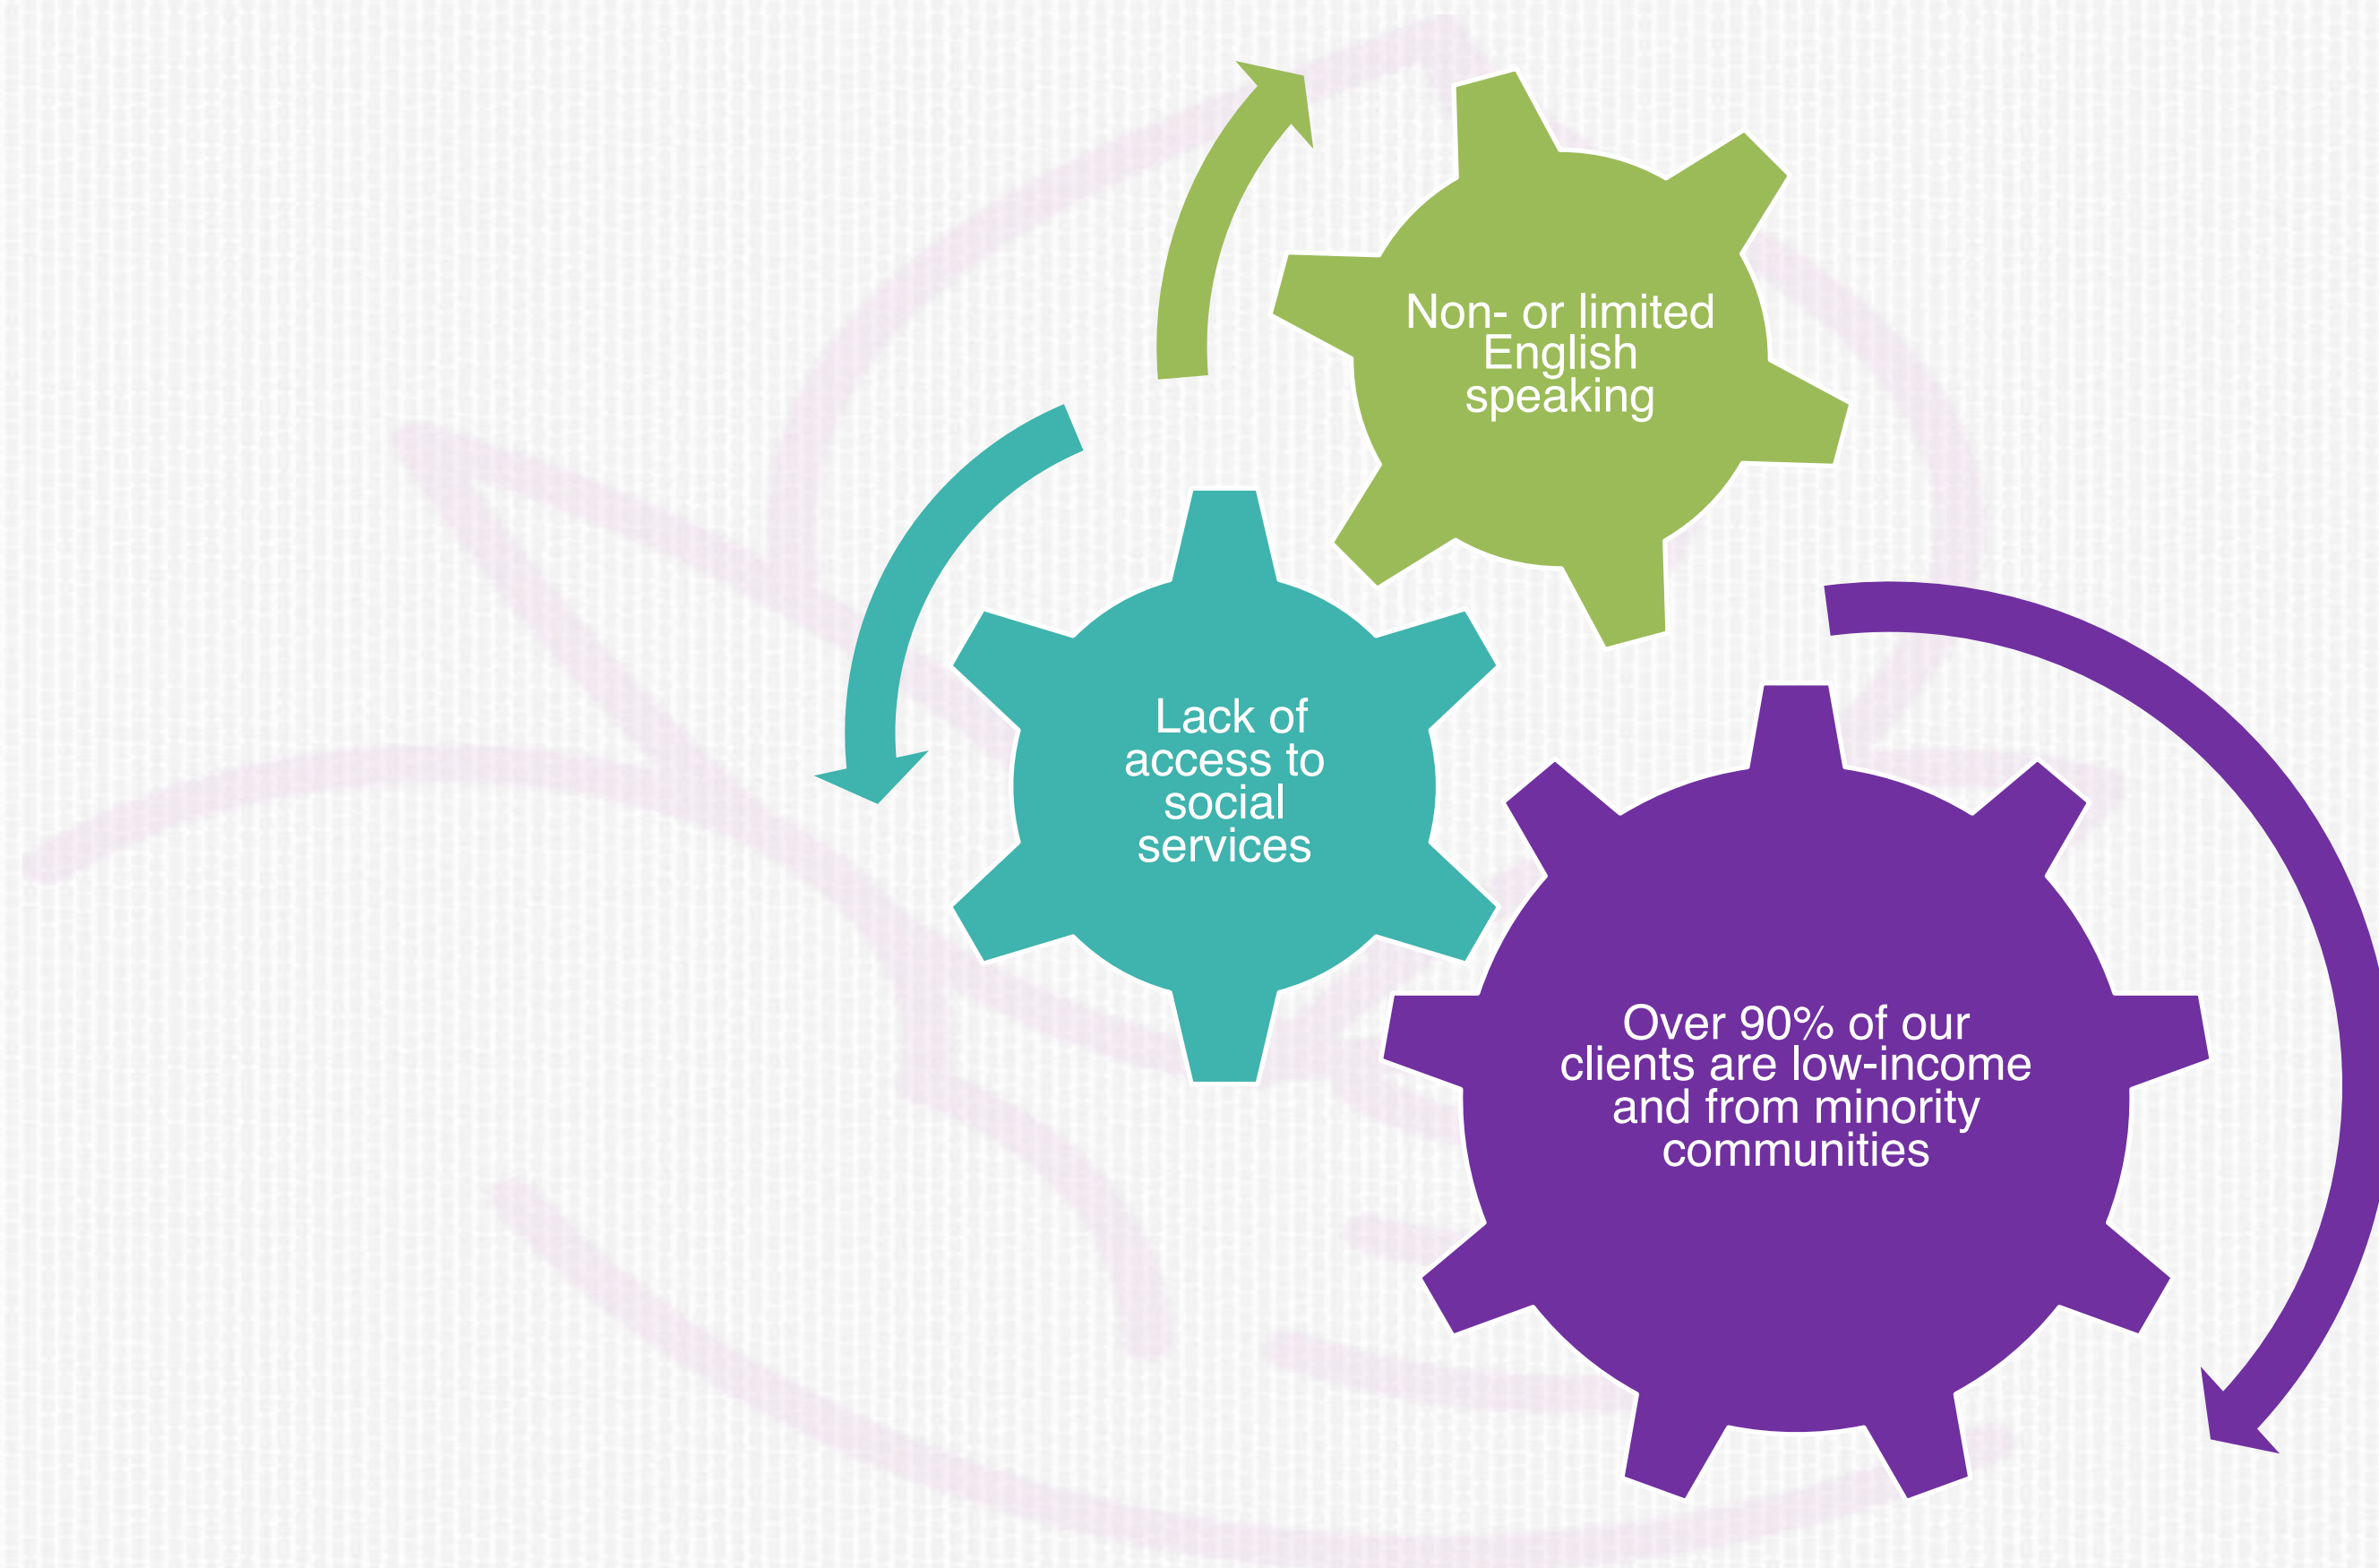 Non- or limited
English
speaking
Lack of
access to
social
services
Over 90% of our
clients are low-income
and from minority
communities